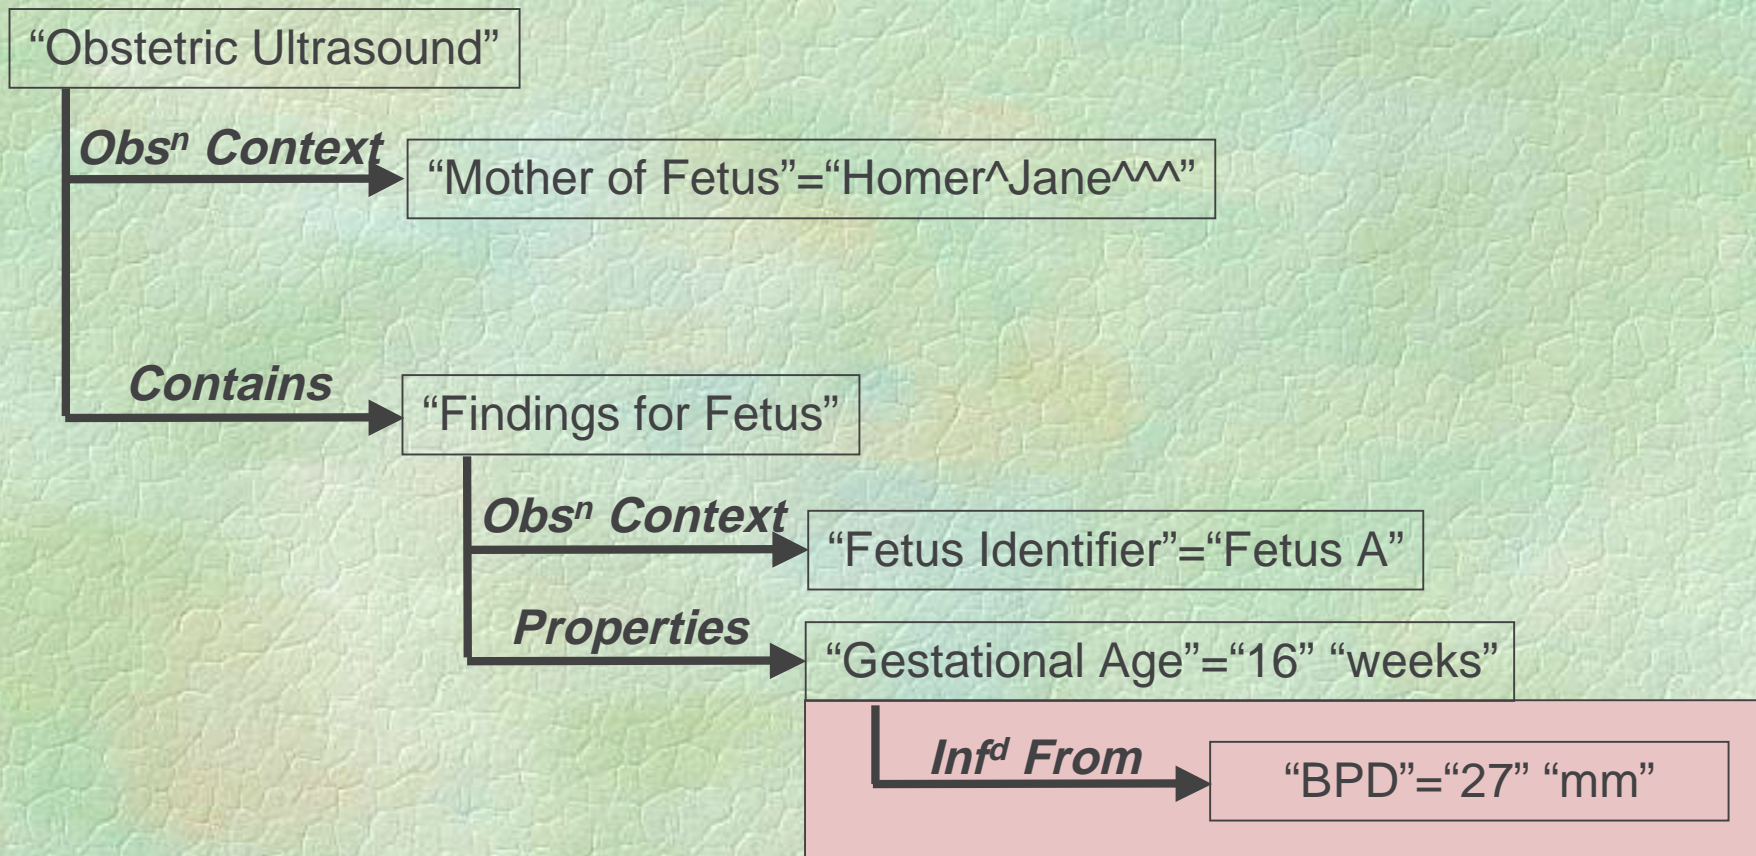 “Obstetric Ultrasound”
Obsⁿ Context
“Mother of Fetus”=“Homer^Jane^^^”
Contains
“Findings for Fetus”
Obsⁿ Context
“Fetus Identifier”=“Fetus A”
Properties
“Gestational Age”=“16” “weeks”
Infᵈ From
“BPD”=“27” “mm”